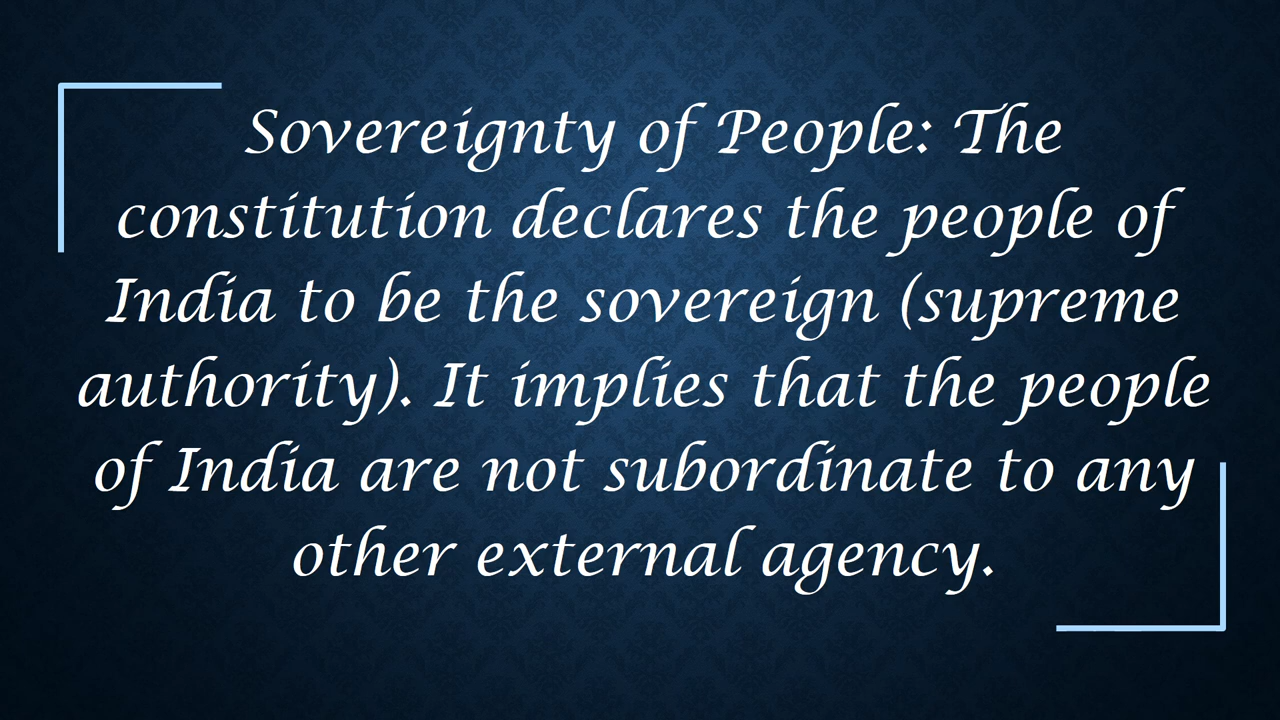 Sovereignty of People: The
constitution declares the people of
India to be the sovereign (supreme
authority). It implies that the people
of India are not subordinate to any
other external agency.